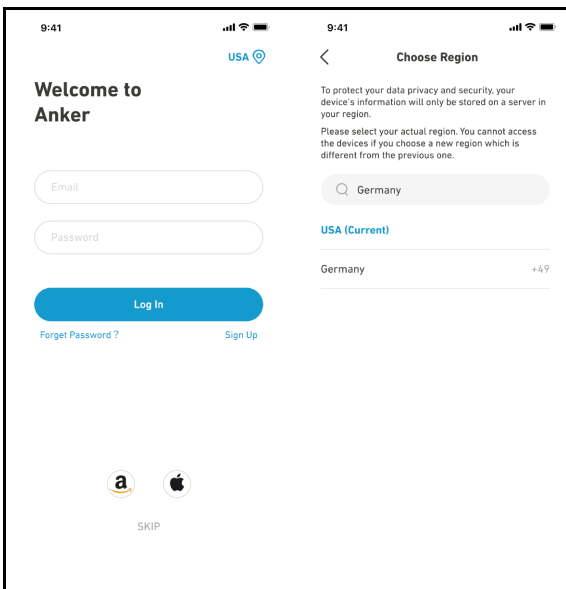 9:41
USA
Welcome to
Anker
Email
Password
Log In
Forget Password ?
Sign Up
a
SKIP
9:41
Choose Region
To protect your data privacy and security, your
device's information will only be stored on a server in
your region.
Please select your actual region. You cannot access
the devices if you choose a new region which is
different from the previous one.
Germany
USA (Current)
Germany +49